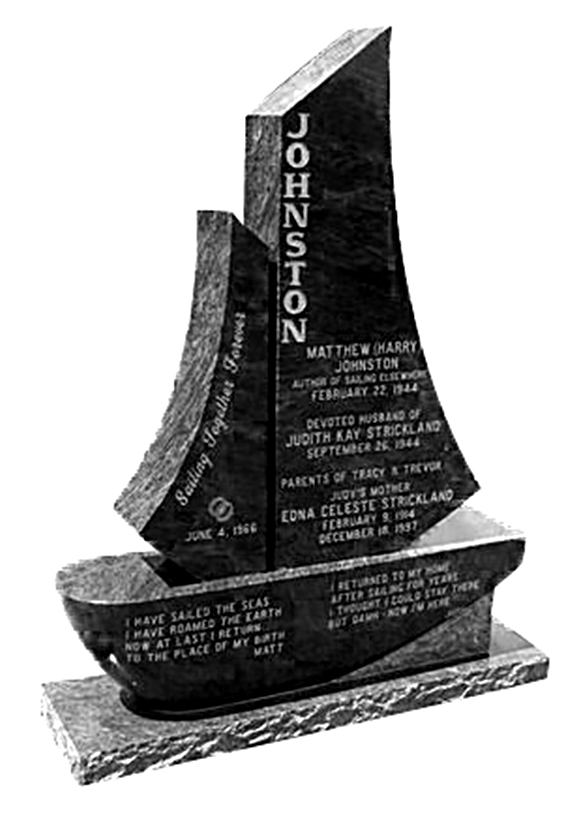 JOHNSTON
MATTHEW (HARRY
JOHNSTON
AUTHOR OF SAILING ELSEWHERE
FEBRUARY 22, 1944
DEVOTED HUSBAND OF
JUDITH KAY STRICKLAND
SEPTEMBER 26, 1944
PARENTS OF TRACY & TREVOR
JUDY'S MOTHER
EDNA CELESTE STRICKLAND
FEBRUARY 9, 1914
DECEMBER 18, 1997
Sailing Together Forever
JUNE 4, 1966
I HAVE SAILED THE SEAS
I HAVE ROAMED THE EARTH
NOW AT LAST I RETURN
TO THE PLACE OF MY BIRTH
MATT
I RETURNED TO MY HOME
AFTER SAILING FOR YEARS
I THOUGHT I COULD STAY THERE
BUT DAMN - NOW I'M HERE